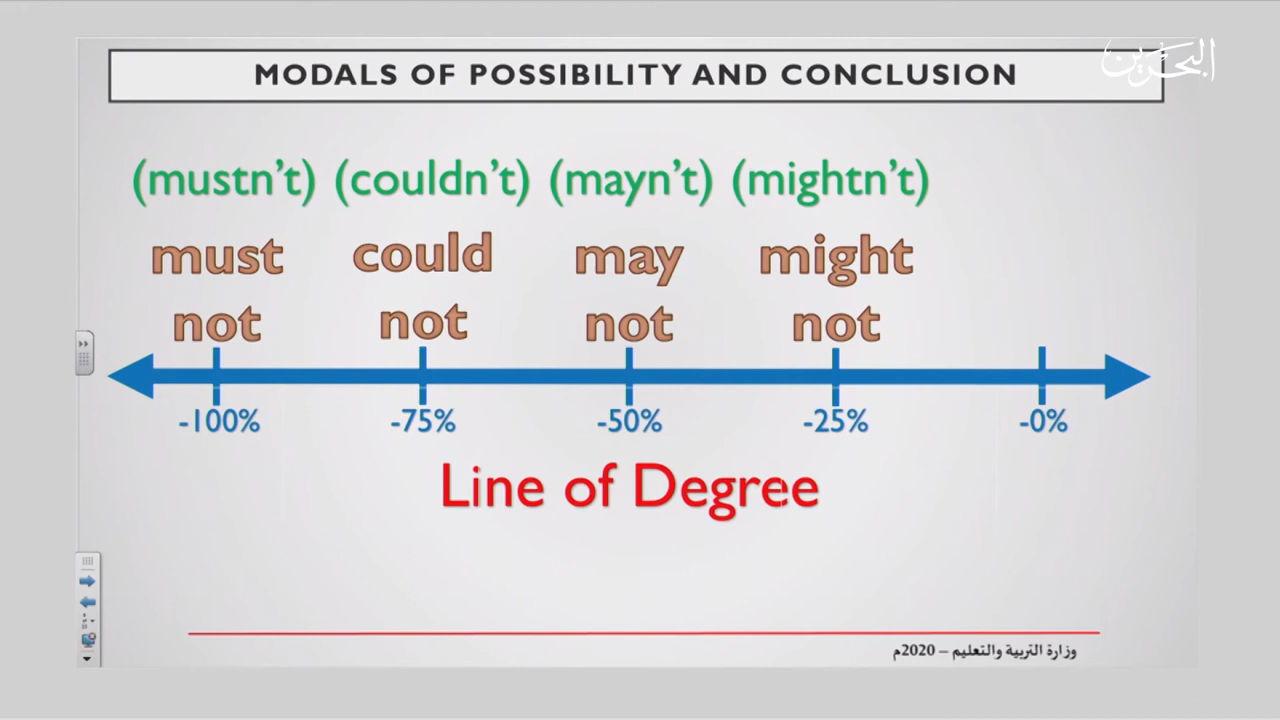 البحرين
MODALS OF POSSIBILITY AND CONCLUSION
(mustn't) (couldn't) (mayn't) (mightn't)
must could may might
not not not not
-100% -75% -50% -25% -0%
Line of Degree
وزارة التربية والتعليم – 2020م